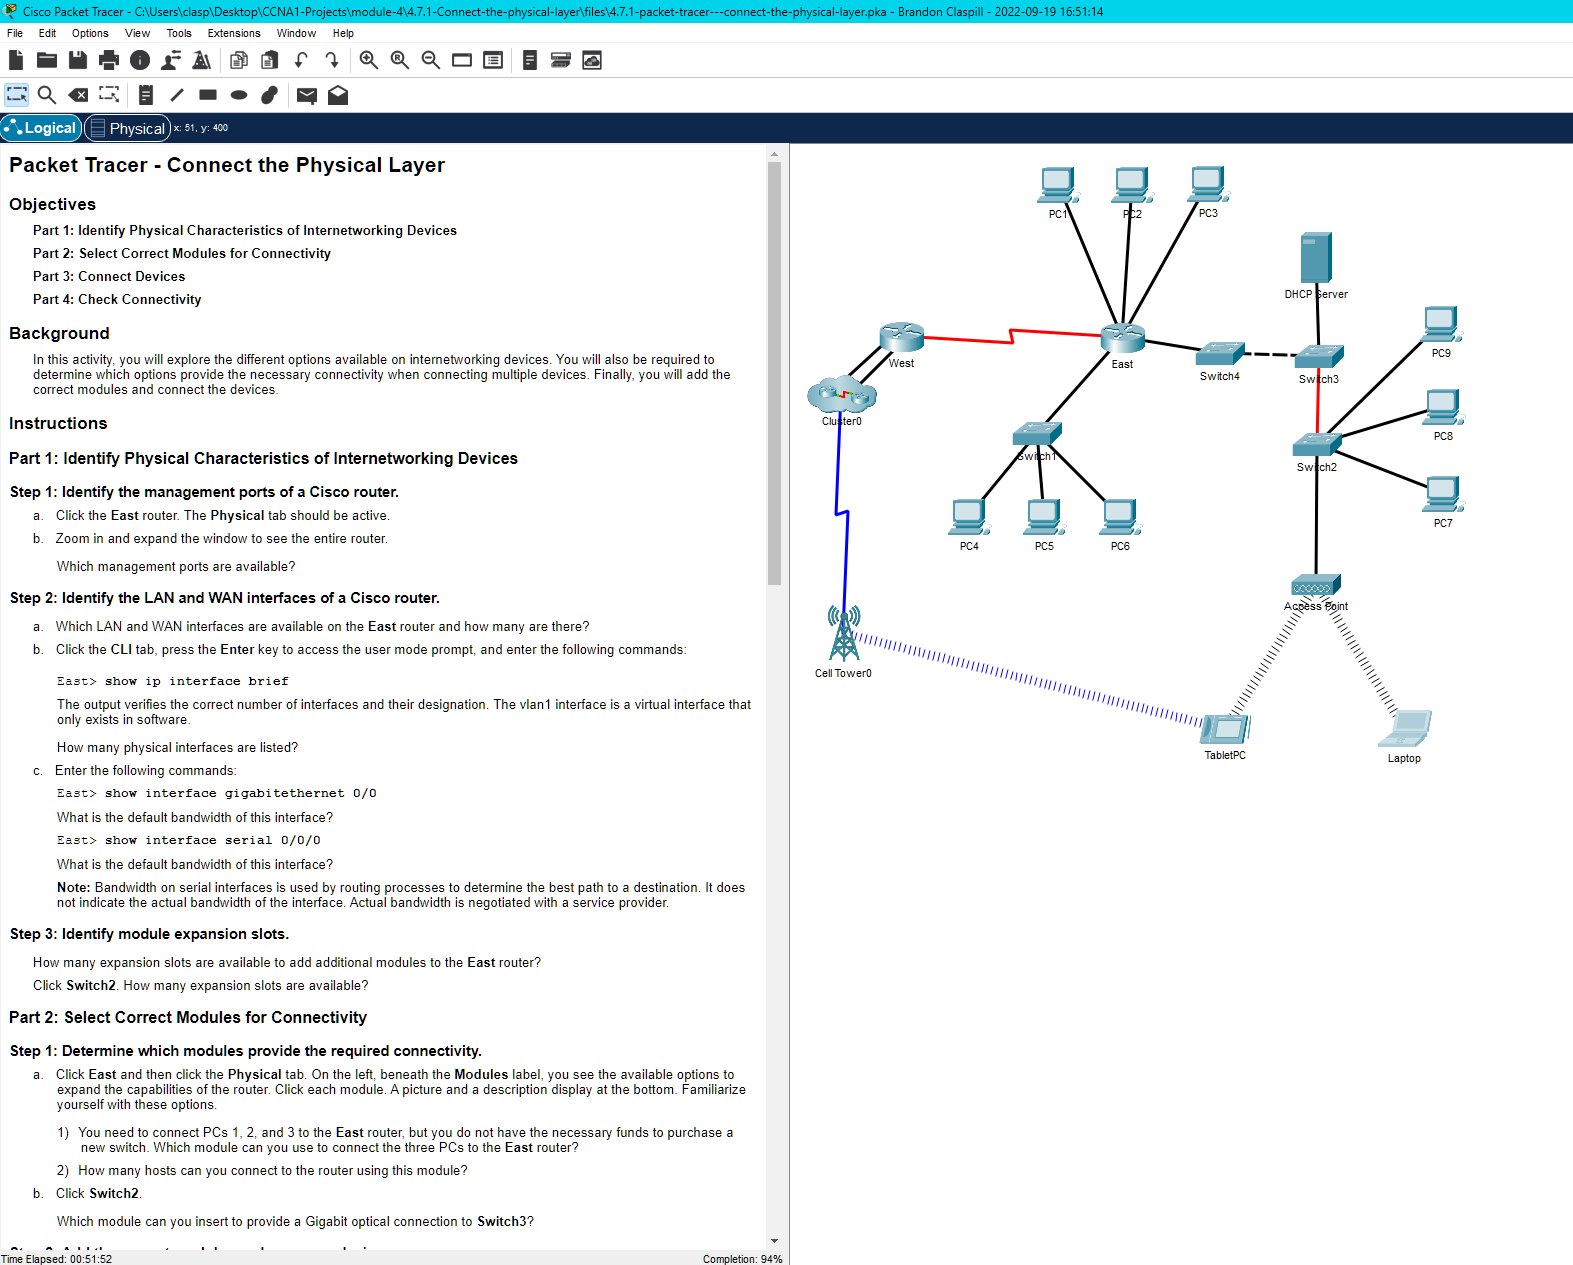 Cisco Packet Tracer - C:\Users\clasp\Desktop\CCNA1-Projects\module-4\4.7.1-Connect-the-physical-layer\files\4.7.1-packet-tracer---connect-the-physical-layer.pka - Brandon Claspill - 2022-09-19 16:51:14
File Edit Options View Tools Extensions Window Help
Logical Physical x: 51, y: 400
Packet Tracer - Connect the Physical Layer
Objectives
Part 1: Identify Physical Characteristics of Internetworking Devices
Part 2: Select Correct Modules for Connectivity
Part 3: Connect Devices
Part 4: Check Connectivity
Background
In this activity, you will explore the different options available on internetworking devices. You will also be required to
determine which options provide the necessary connectivity when connecting multiple devices. Finally, you will add the
correct modules and connect the devices.
Instructions
Part 1: Identify Physical Characteristics of Internetworking Devices
Step 1: Identify the management ports of a Cisco router.
a. Click the East router. The Physical tab should be active.
b. Zoom in and expand the window to see the entire router.
Which management ports are available?
Step 2: Identify the LAN and WAN interfaces of a Cisco router.
a. Which LAN and WAN interfaces are available on the East router and how many are there?
b. Click the CLI tab, press the Enter key to access the user mode prompt, and enter the following commands:
East> show ip interface brief
The output verifies the correct number of interfaces and their designation. The vlan1 interface is a virtual interface that
only exists in software.
How many physical interfaces are listed?
c. Enter the following commands:
East> show interface gigabitethernet 0/0
What is the default bandwidth of this interface?
East> show interface serial 0/0/0
What is the default bandwidth of this interface?
Note: Bandwidth on serial interfaces is used by routing processes to determine the best path to a destination. It does
not indicate the actual bandwidth of the interface. Actual bandwidth is negotiated with a service provider.
Step 3: Identify module expansion slots.
How many expansion slots are available to add additional modules to the East router?
Click Switch2. How many expansion slots are available?
Part 2: Select Correct Modules for Connectivity
Step 1: Determine which modules provide the required connectivity.
a. Click East and then click the Physical tab. On the left, beneath the Modules label, you see the available options to
expand the capabilities of the router. Click each module. A picture and a description display at the bottom. Familiarize
yourself with these options.
1) You need to connect PCs 1, 2, and 3 to the East router, but you do not have the necessary funds to purchase a
new switch. Which module can you use to connect the three PCs to the East router?
2) How many hosts can you connect to the router using this module?
b. Click Switch2.
Which module can you insert to provide a Gigabit optical connection to Switch3?
Time Elapsed: 00:51:52
Completion: 94%
PC1
PC2
PC3
DHCP Server
PC9
West
East
Switch4
Switch3
Cluster0
PC8
Switch1
Switch2
PC7
PC4
PC5
PC6
Access Point
Cell Tower0
TabletPC
Laptop